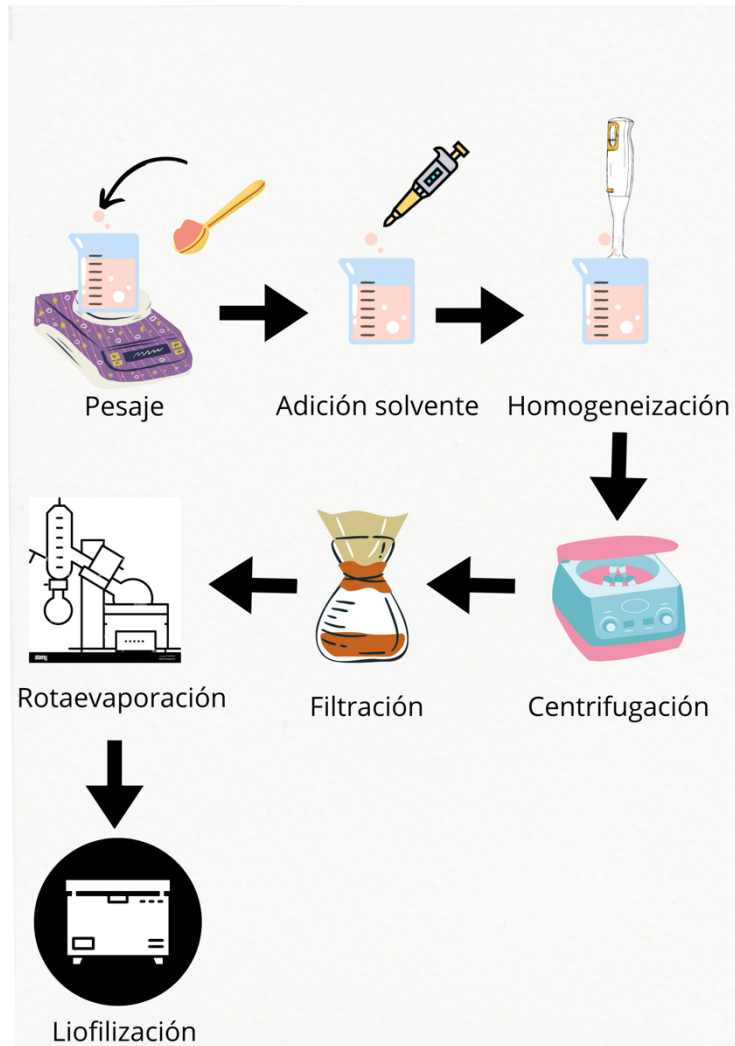 Pesaje
Adición solvente
Homogeneización
Centrifugación
Filtración
Rotaevaporación
Liofilización